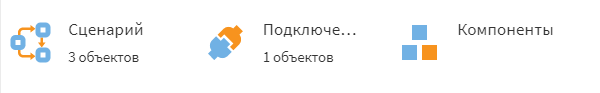 Сценарий
3 объектов
Подключе...
1 объектов
Компоненты